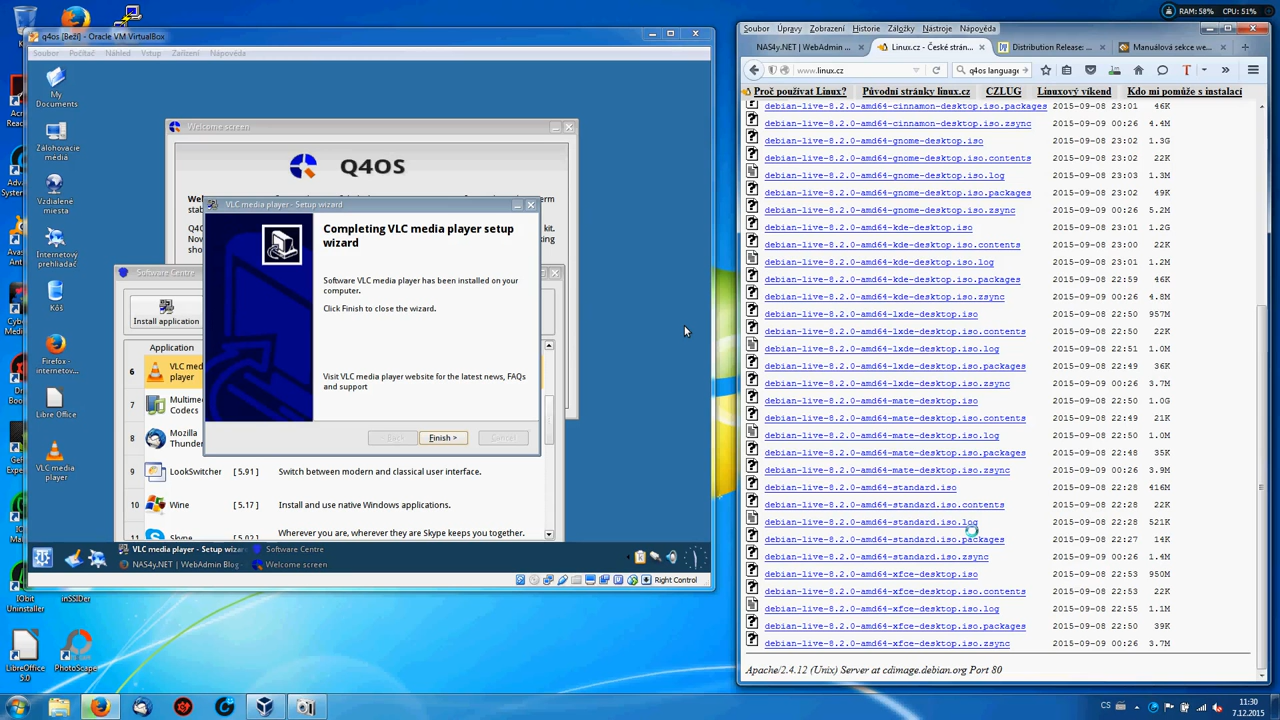 RAM: 58% CPU: 51%
q4os [Beží] - Oracle VM VirtualBox
Soubor Počítač Náhled Vstup Zařízení Nápověda
My
Documents
Zálohovacie
média
Vzdialené
miesta
Internetový
prehliadač
Kôš
Firefox -
internetov...
Libre Office
VLC media
player
Welcome screen
Q4OS
VLC media player - Setup wizard
Completing VLC media player setup
wizard
Software VLC media player has been installed on your
computer.
Click Finish to close the wizard.
Visit VLC media player website for the latest news, FAQs
and support
< Back Finish > Cancel
Software Centre
Install application
Application
6 VLC med
player
7 Multime
Codecs
8 Mozilla
Thunde
9 LookSwitcher [ 5.91 ] Switch between modern and classical user interface.
10 Wine [ 5.17 ] Install and use native Windows applications.
11 Skype Wherever you are, wherever they are Skype keeps you together.
VLC media player - Setup wizar Software Centre
NAS4y.NET | WebAdmin Blog Welcome screen
Right Control
IObit
Uninstaller
inSSIDer
LibreOffice
5.0
PhotoScape
Soubor Úpravy Zobrazení Historie Záložky Nástroje Nápověda
NAS4y.NET | WebAdmin ... Linux.cz - České strán... Distribution Release: ... Manuálová sekce we...
www.linux.cz
q4os language
Proč používat Linux? Původní stránky linux.cz CZLUG Linuxový víkend Kdo mi pomůže s instalací
debian-live-8.2.0-amd64-cinnamon-desktop.iso.packages 2015-09-08 23:01 46K
debian-live-8.2.0-amd64-cinnamon-desktop.iso.zsync 2015-09-09 00:26 4.4M
debian-live-8.2.0-amd64-gnome-desktop.iso 2015-09-08 23:02 1.3G
debian-live-8.2.0-amd64-gnome-desktop.iso.contents 2015-09-08 23:02 22K
debian-live-8.2.0-amd64-gnome-desktop.iso.log 2015-09-08 23:03 1.3M
debian-live-8.2.0-amd64-gnome-desktop.iso.packages 2015-09-08 23:02 49K
debian-live-8.2.0-amd64-gnome-desktop.iso.zsync 2015-09-09 00:26 5.2M
debian-live-8.2.0-amd64-kde-desktop.iso 2015-09-08 23:01 1.2G
debian-live-8.2.0-amd64-kde-desktop.iso.contents 2015-09-08 23:00 22K
debian-live-8.2.0-amd64-kde-desktop.iso.log 2015-09-08 23:01 1.2M
debian-live-8.2.0-amd64-kde-desktop.iso.packages 2015-09-08 22:59 46K
debian-live-8.2.0-amd64-kde-desktop.iso.zsync 2015-09-09 00:26 4.8M
debian-live-8.2.0-amd64-lxde-desktop.iso 2015-09-08 22:51 957M
debian-live-8.2.0-amd64-lxde-desktop.iso.contents 2015-09-08 22:50 22K
debian-live-8.2.0-amd64-lxde-desktop.iso.log 2015-09-08 22:51 1.0M
debian-live-8.2.0-amd64-lxde-desktop.iso.packages 2015-09-08 22:49 36K
debian-live-8.2.0-amd64-lxde-desktop.iso.zsync 2015-09-09 00:26 3.7M
debian-live-8.2.0-amd64-mate-desktop.iso 2015-09-08 22:50 1.0G
debian-live-8.2.0-amd64-mate-desktop.iso.contents 2015-09-08 22:49 21K
debian-live-8.2.0-amd64-mate-desktop.iso.log 2015-09-08 22:50 1.0M
debian-live-8.2.0-amd64-mate-desktop.iso.packages 2015-09-08 22:48 35K
debian-live-8.2.0-amd64-mate-desktop.iso.zsync 2015-09-09 00:26 3.9M
debian-live-8.2.0-amd64-standard.iso 2015-09-08 22:28 416M
debian-live-8.2.0-amd64-standard.iso.contents 2015-09-08 22:28 22K
debian-live-8.2.0-amd64-standard.iso.log 2015-09-08 22:28 521K
debian-live-8.2.0-amd64-standard.iso.packages 2015-09-08 22:27 14K
debian-live-8.2.0-amd64-standard.iso.zsync 2015-09-09 00:26 1.4M
debian-live-8.2.0-amd64-xfce-desktop.iso 2015-09-08 22:53 950M
debian-live-8.2.0-amd64-xfce-desktop.iso.contents 2015-09-08 22:53 22K
debian-live-8.2.0-amd64-xfce-desktop.iso.log 2015-09-08 22:55 1.1M
debian-live-8.2.0-amd64-xfce-desktop.iso.packages 2015-09-08 22:50 39K
debian-live-8.2.0-amd64-xfce-desktop.iso.zsync 2015-09-09 00:26 3.7M
Apache/2.4.12 (Unix) Server at cdimage.debian.org Port 80
CS
11:30
7.12.2015